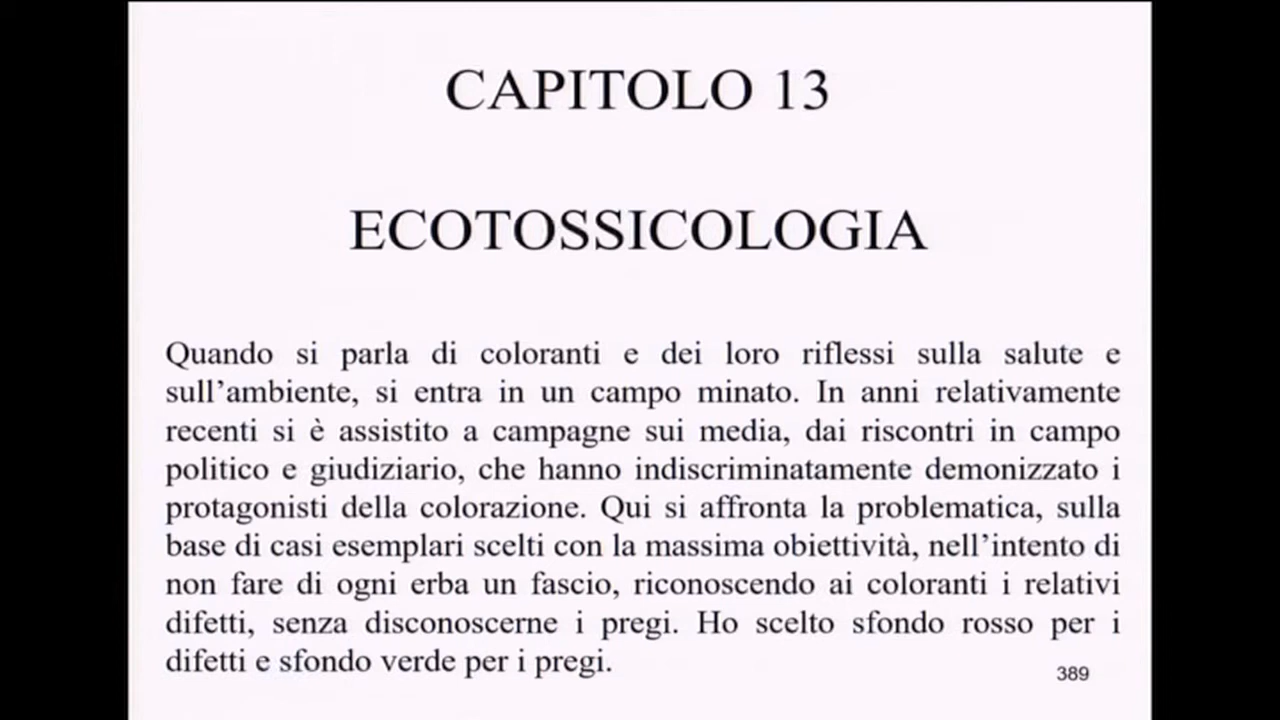 CAPITOLO 13
ECOTOSSICOLOGIA
Quando si parla di coloranti e dei loro riflessi sulla salute e
sull’ambiente, si entra in un campo minato. In anni relativamente
recenti si è assistito a campagne sui media, dai riscontri in campo
politico e giudiziario, che hanno indiscriminatamente demonizzato i
protagonisti della colorazione. Qui si affronta la problematica, sulla
base di casi esemplari scelti con la massima obiettività, nell’intento di
non fare di ogni erba un fascio, riconoscendo ai coloranti i relativi
difetti, senza disconoscerne i pregi. Ho scelto sfondo rosso per i
difetti e sfondo verde per i pregi.
389